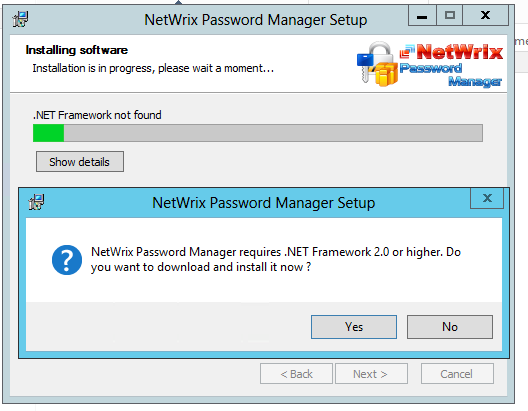 NetWrix Password Manager Setup
Installing software
Installation is in progress, please wait a moment...
NetWrix
Password
Manager
.NET Framework not found
Show details
NetWrix Password Manager Setup
NetWrix Password Manager requires .NET Framework 2.0 or higher. Do
you want to download and install it now ?
Yes
No
< Back
Next >
Cancel